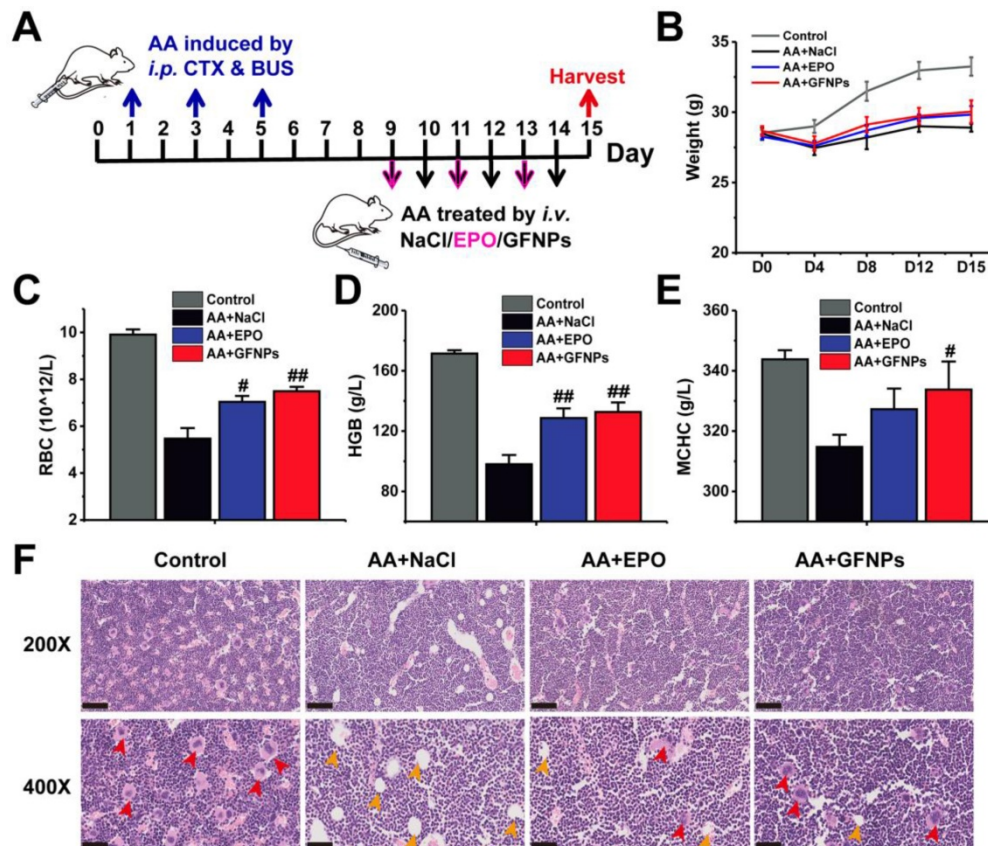 A
AA induced by
i.p. CTX & BUS
Harvest
0 1 2 3 4 5 6 7 8 9 10 11 12 13 14 15 Day
AA treated by i.v.
NaCl/EPO/GFNPs
B
Control
AA+NaCl
AA+EPO
AA+GFNPs
Weight (g)
35
30
25
20
D0 D4 D8 D12 D15
C
Control
AA+NaCl
AA+EPO
AA+GFNPs
RBC (10^12/L)
10
8
6
4
2
# ##
D
Control
AA+NaCl
AA+EPO
AA+GFNPs
HGB (g/L)
200
160
120
80
## ##
E
Control
AA+NaCl
AA+EPO
AA+GFNPs
MCHC (g/L)
360
340
320
300
#
F
Control AA+NaCl AA+EPO AA+GFNPs
200X
400X